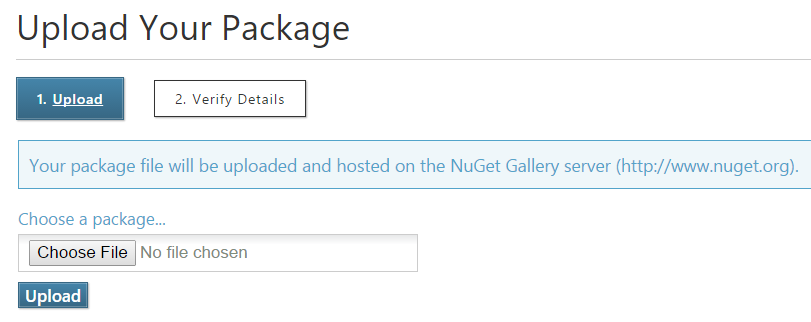 Upload Your Package
1. Upload
2. Verify Details
Your package file will be uploaded and hosted on the NuGet Gallery server (http://www.nuget.org).
Choose a package...
Choose File No file chosen
Upload